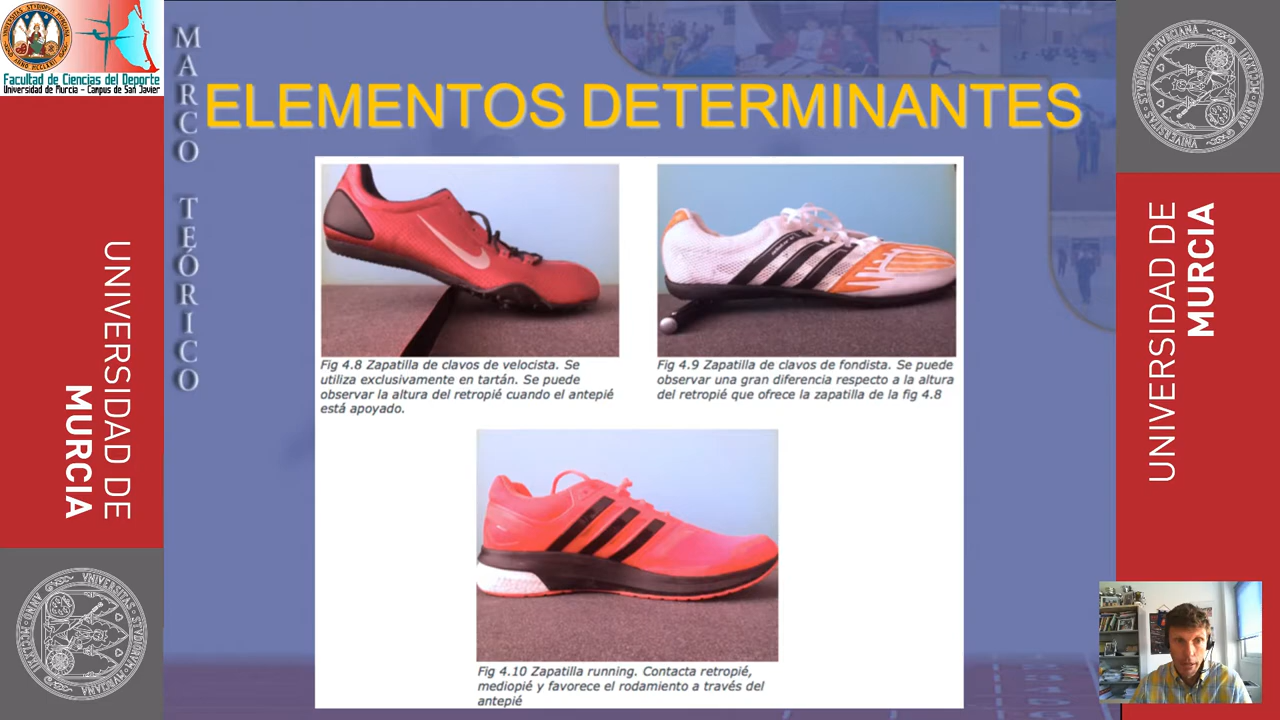 Facultad de Ciencias del Deporte
Universidad de Murcia - Campus de San Javier
MARCO TEÓRICO
ELEMENTOS DETERMINANTES
Fig 4.8 Zapatilla de clavos de velocista. Se
utiliza exclusivamente en tartán. Se puede
observar la altura del retropié cuando el antepié
está apoyado.
Fig 4.9 Zapatilla de clavos de fondista. Se puede
observar una gran diferencia respecto a la altura
del retropié que ofrece la zapatilla de la fig 4.8
Fig 4.10 Zapatilla running. Contacta retropié,
mediopié y favorece el rodamiento a través del
antepié
UNIVERSIDAD DE
MURCIA
UNIVERSIDAD DE
MURCIA